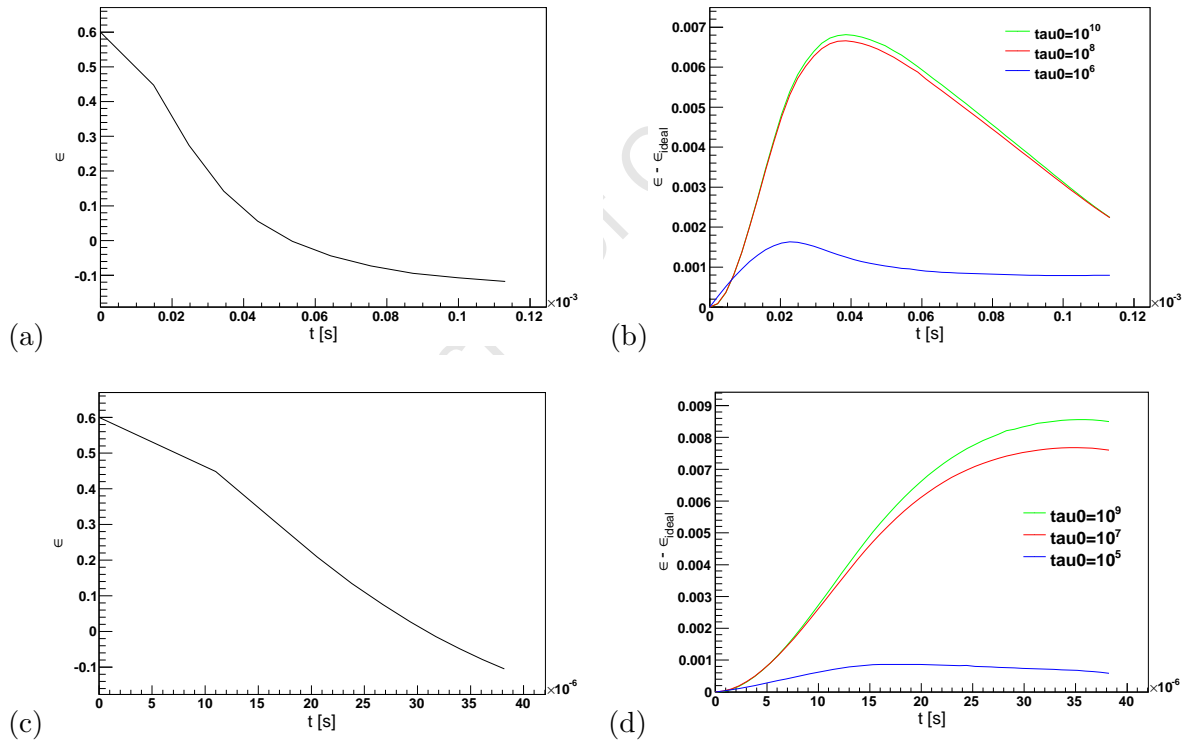 0.6
0.5
0.4
0.3
0.2
0.1
0
-0.1
ϵ
0 0.02 0.04 0.06 0.08 0.1 0.12
×10⁻³
t [s]
(a)
0.007
0.006
0.005
0.004
0.003
0.002
0.001
0
ϵ - ϵ_ideal
tau0=10¹⁰
tau0=10⁸
tau0=10⁶
0 0.02 0.04 0.06 0.08 0.1 0.12
×10⁻³
t [s]
(b)
0.6
0.5
0.4
0.3
0.2
0.1
0
-0.1
ϵ
0 5 10 15 20 25 30 35 40
×10⁻⁶
t [s]
(c)
0.009
0.008
0.007
0.006
0.005
0.004
0.003
0.002
0.001
0
ϵ - ϵ_ideal
tau0=10⁹
tau0=10⁷
tau0=10⁵
0 5 10 15 20 25 30 35 40
×10⁻⁶
t [s]
(d)